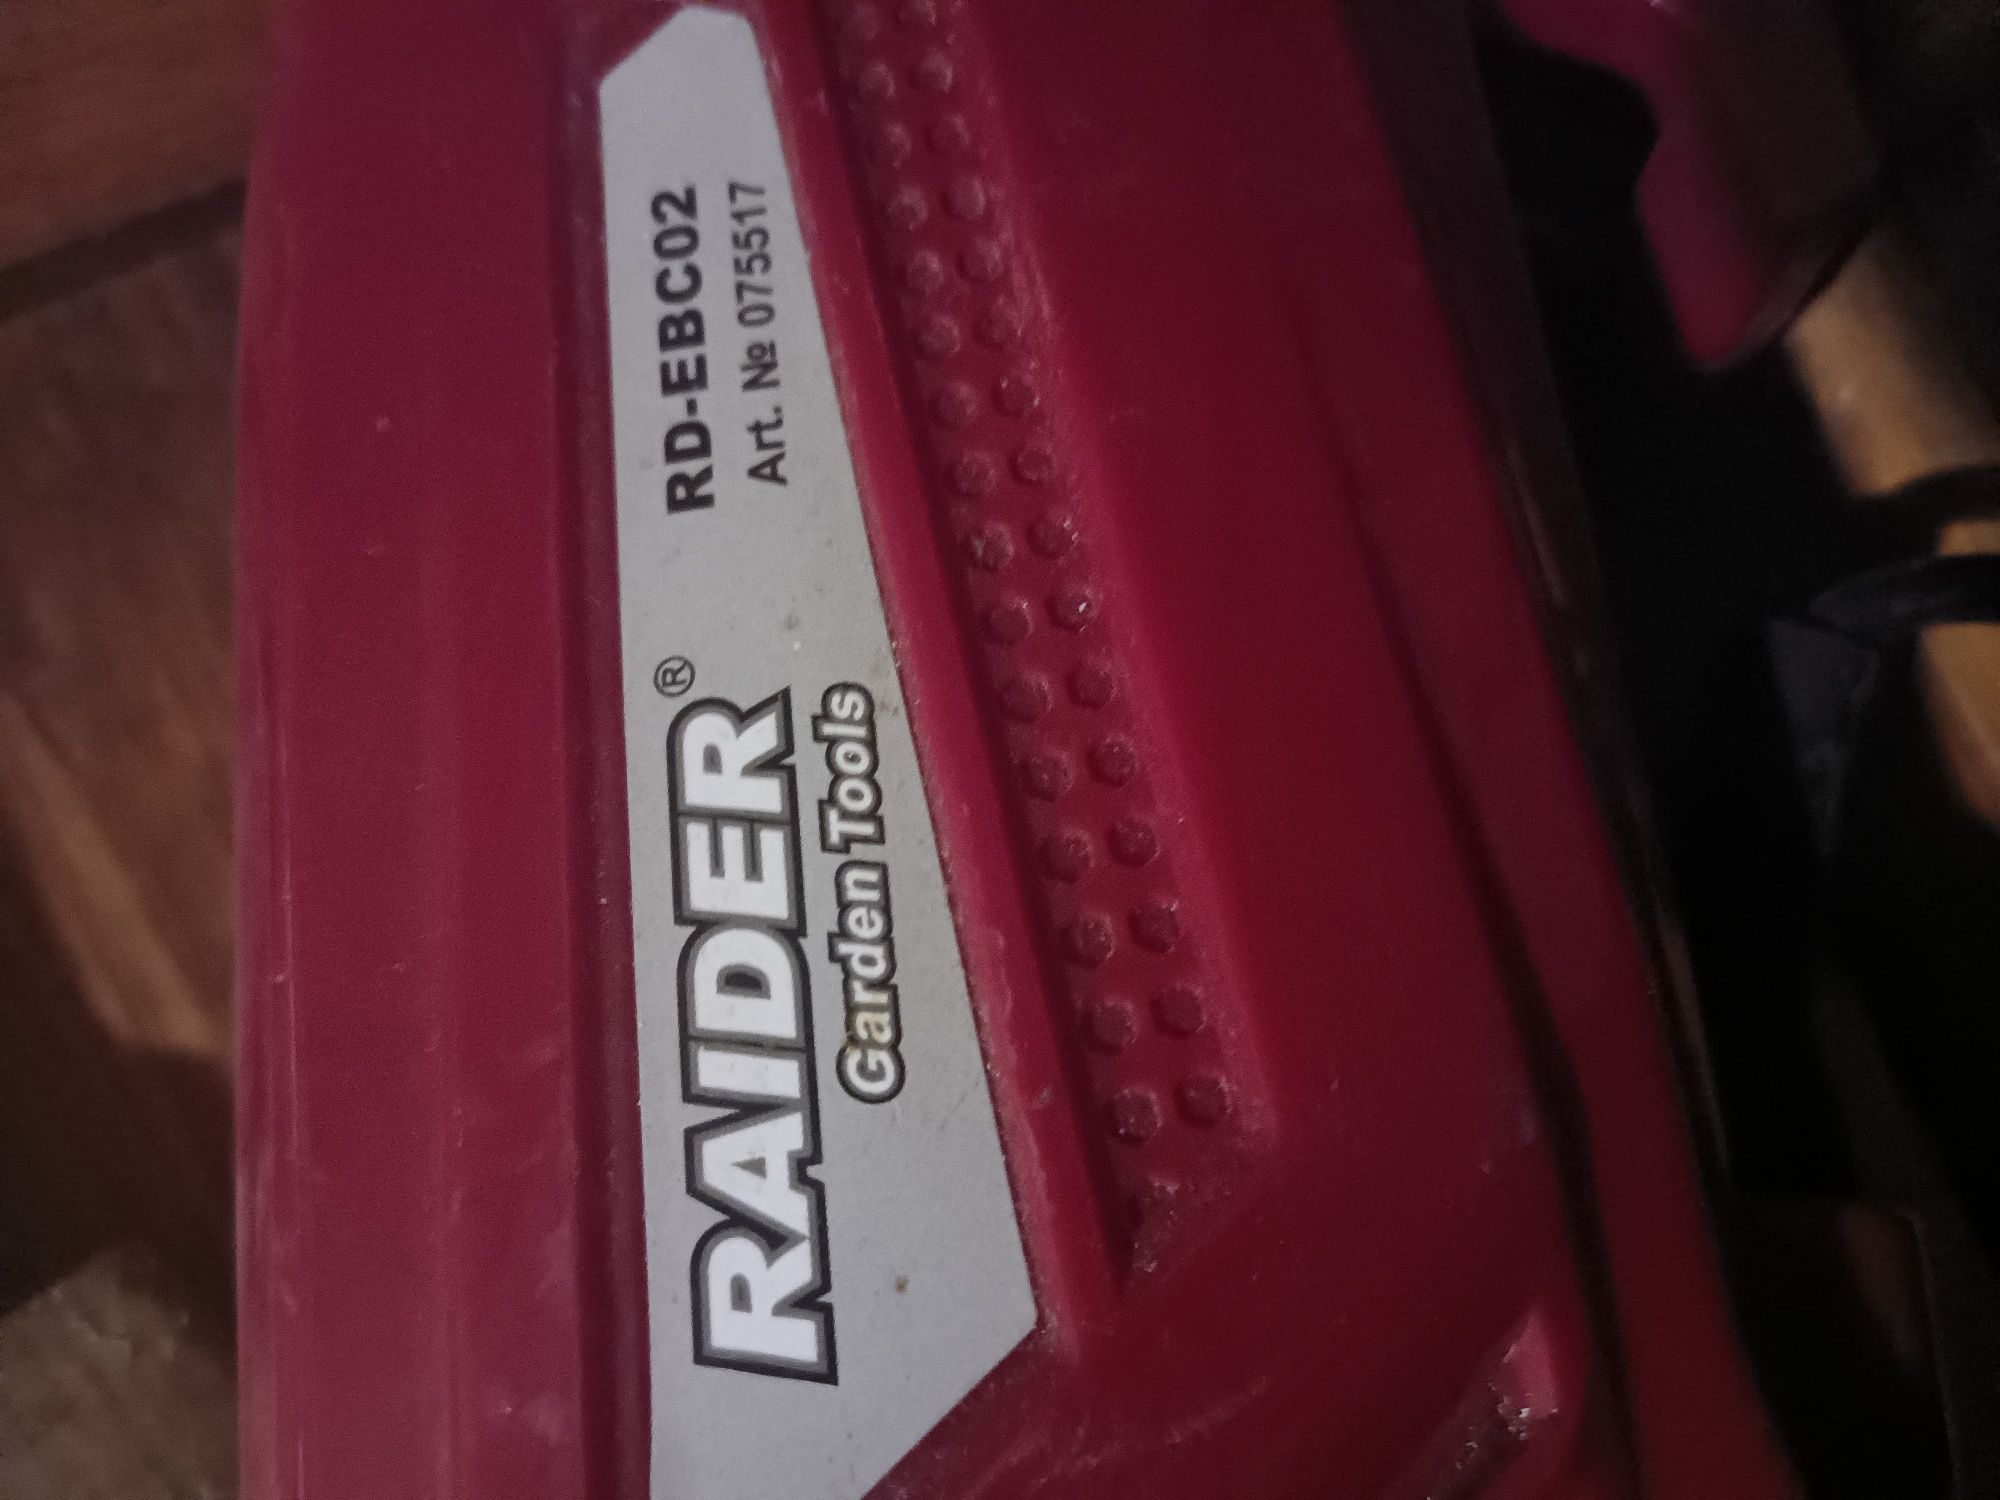 RAIDER®
Garden Tools
RD-EBC02
Art. № 075517